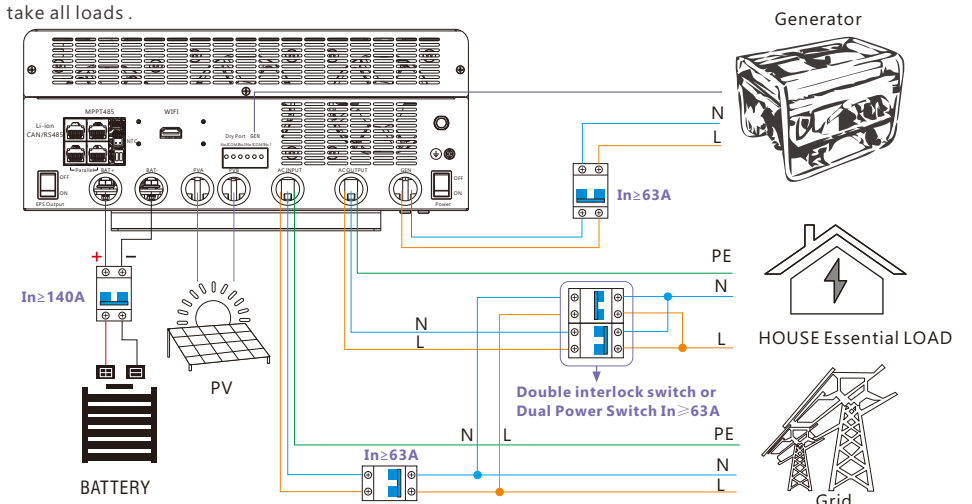 take all loads .
Generator
MPPT485
WIFI
Li-ion
CAN/RS485
NTC
Dry Port GEN
Parallel
BAT+
BAT-
PVA
PVB
AC INPUT
AC OUTPUT
GEN
OFF
ON
EPS Output
OFF
ON
Power
N
L
In≥63A
+ −
In≥140A
PV
BATTERY
PE
N
L
HOUSE Essential LOAD
N
L
Double interlock switch or
Dual Power Switch In≥63A
N L
In≥63A
PE
N
L
Grid